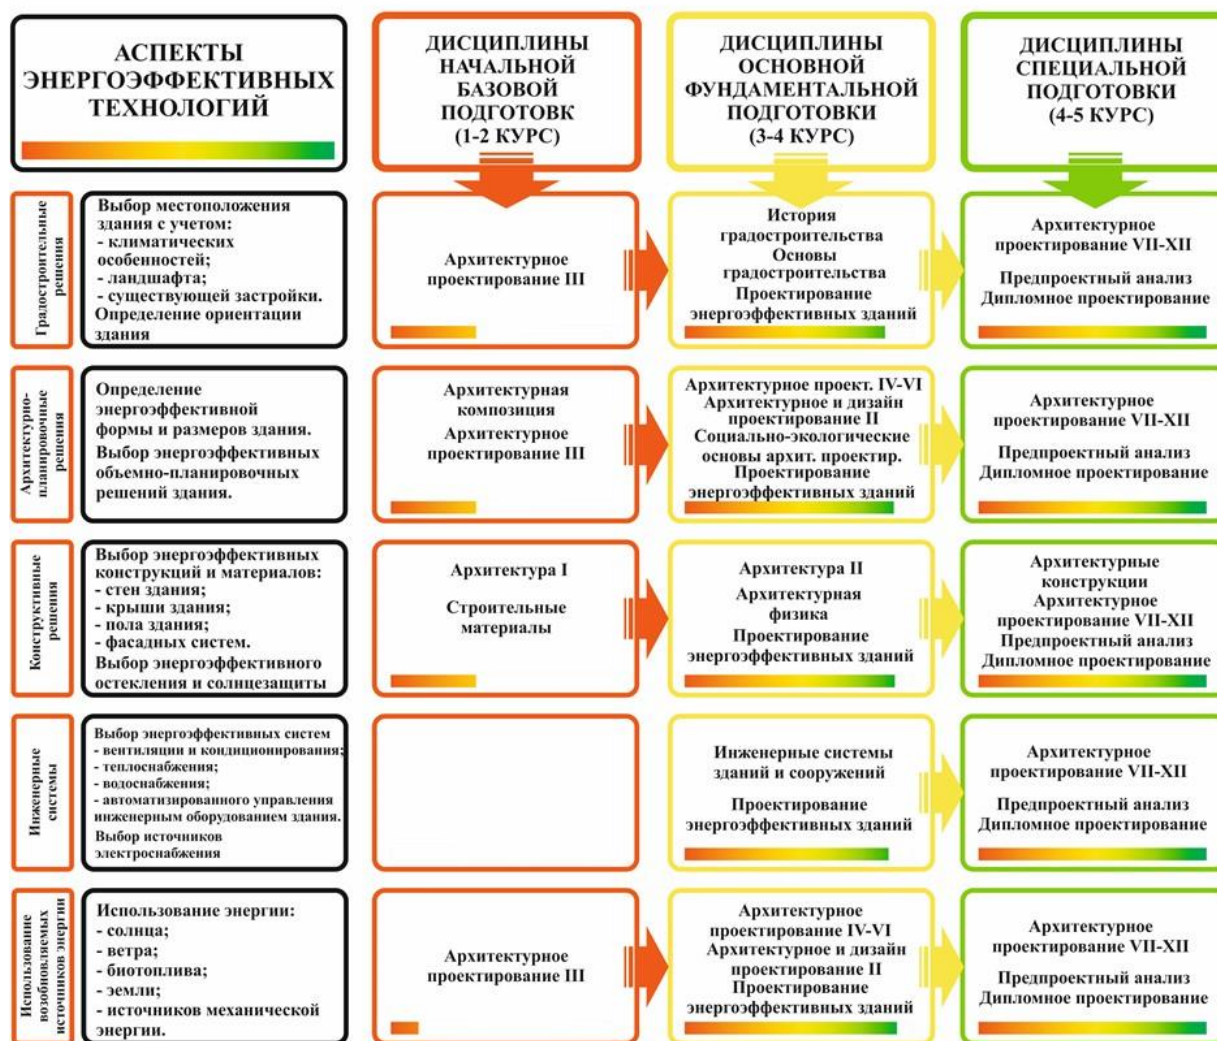 АСПЕКТЫ
ЭНЕРГОЭФФЕКТИВНЫХ
ТЕХНОЛОГИЙ
ДИСЦИПЛИНЫ
НАЧАЛЬНОЙ
БАЗОВОЙ
ПОДГОТОВК
(1-2 КУРС)
ДИСЦИПЛИНЫ
ОСНОВНОЙ
ФУНДАМЕНТАЛЬНОЙ
ПОДГОТОВКИ
(3-4 КУРС)
ДИСЦИПЛИНЫ
СПЕЦИАЛЬНОЙ
ПОДГОТОВКИ
(4-5 КУРС)
Градостроительные
решения
Выбор местоположения
здания с учетом:
- климатических
особенностей;
- ландшафта;
- существующей застройки.
Определение ориентации
здания
Архитектурное
проектирование III
История
градостроительства
Основы
градостроительства
Проектирование
энергоэффективных зданий
Архитектурное
проектирование VII-XII
Предпроектный анализ
Дипломное проектирование
Архитектурно-
планировочные
решения
Определение
энергоэффективной
формы и размеров здания.
Выбор энергоэффективных
объемно-планировочных
решений здания.
Архитектурная
композиция
Архитектурное
проектирование III
Архитектурное проект. IV-VI
Архитектурное и дизайн
проектирование II
Социально-экологические
основы архит. проектир.
Проектирование
энергоэффективных зданий
Архитектурное
проектирование VII-XII
Предпроектный анализ
Дипломное проектирование
Конструктивные
решения
Выбор энергоэффективных
конструкций и материалов:
- стен здания;
- крыши здания;
- пола здания;
- фасадных систем.
Выбор энергоэффективного
остекления и солнцезащиты
Архитектура I
Строительные
материалы
Архитектура II
Архитектурная
физика
Проектирование
энергоэффективных зданий
Архитектурные
конструкции
Архитектурное
проектирование VII-XII
Предпроектный анализ
Дипломное проектирование
Инженерные
системы
Выбор энергоэффективных систем
- вентиляции и кондиционирования;
- теплоснабжения;
- водоснабжения;
- автоматизированного управления
инженерным оборудованием здания.
Выбор источников
электроснабжения
Инженерные системы
зданий и сооружений
Проектирование
энергоэффективных зданий
Архитектурное
проектирование VII-XII
Предпроектный анализ
Дипломное проектирование
Использование
возобновляемых
источников энергии
Использование энергии:
- солнца;
- ветра;
- биотоплива;
- эемли;
- источников механической
энергии.
Архитектурное
проектирование III
Архитектурное
проектирование IV-VI
Архитектурное и дизайн
проектирование II
Проектирование
энергоэффективных зданий
Архитектурное
проектирование VII-XII
Предпроектный анализ
Дипломное проектирование